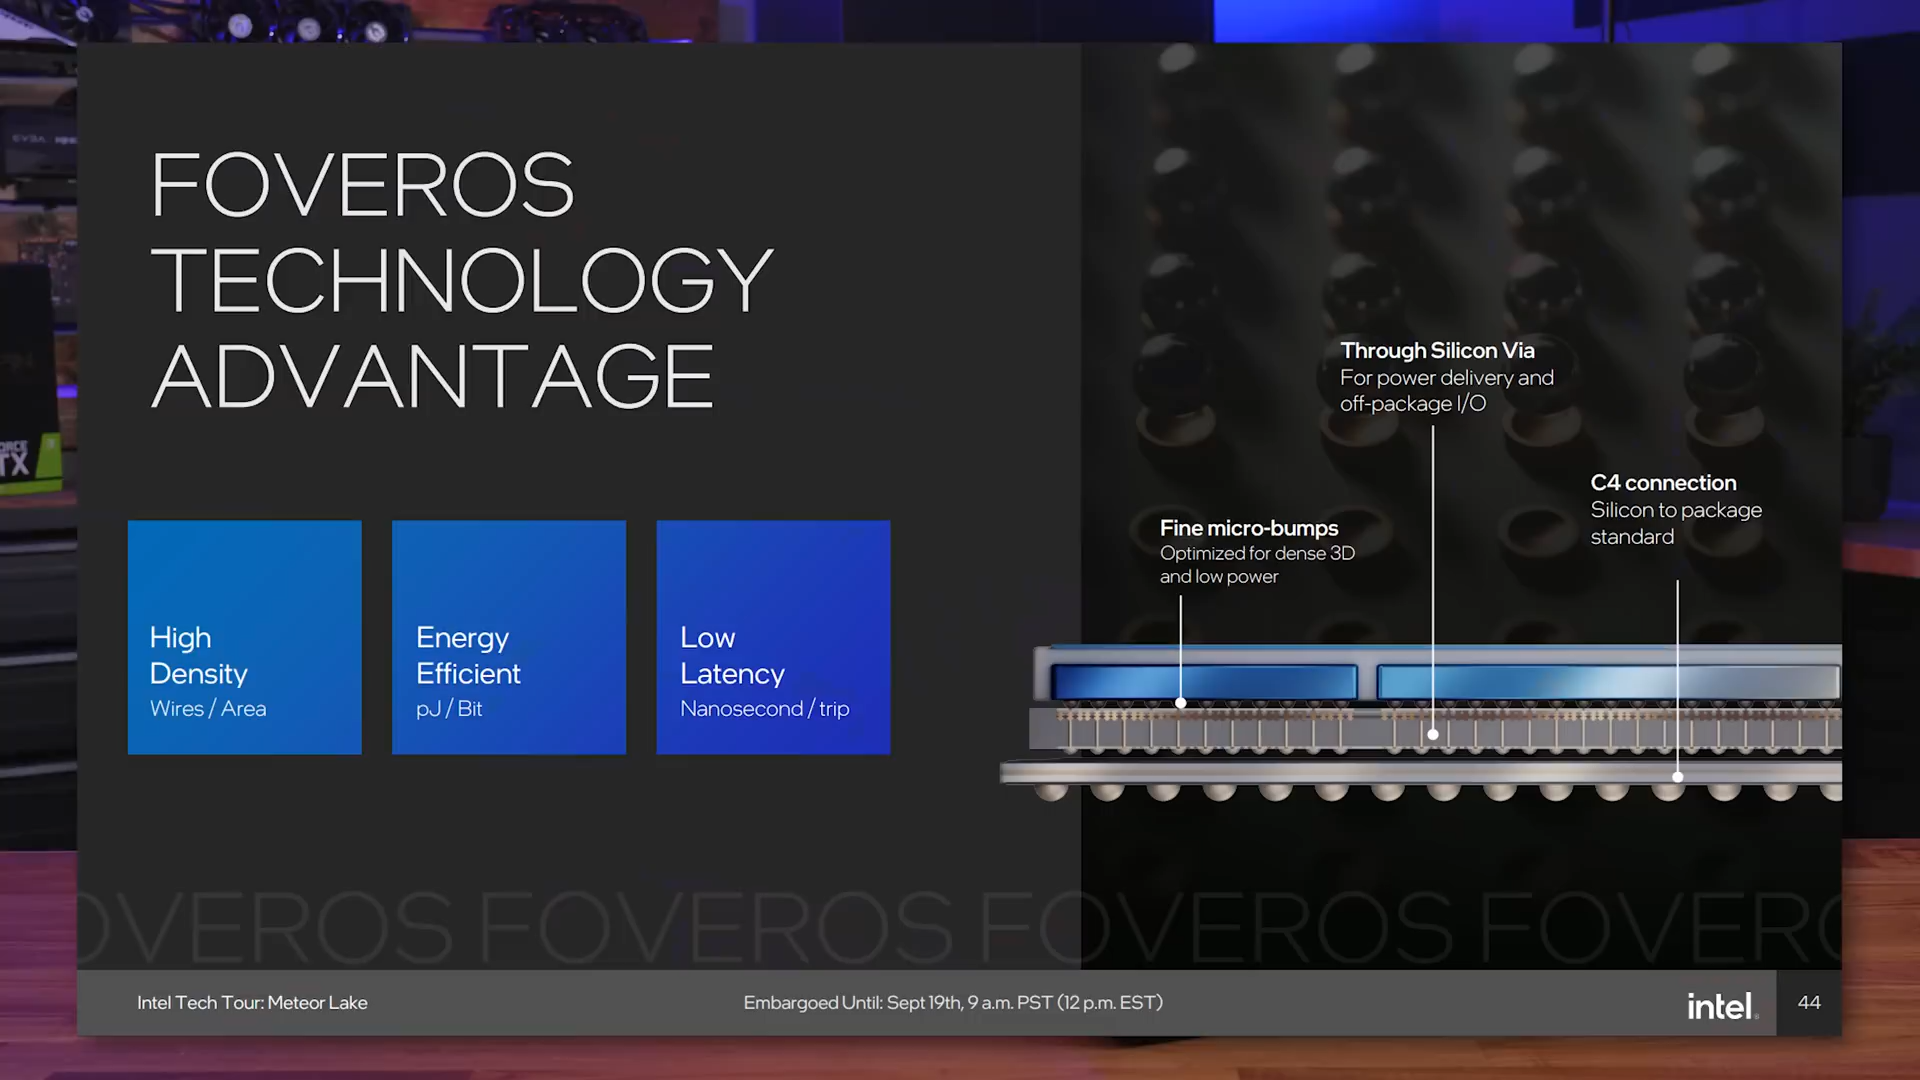 FOVEROS
TECHNOLOGY
ADVANTAGE
High
Density
Wires / Area
Energy
Efficient
pJ / Bit
Low
Latency
Nanosecond / trip
Through Silicon Via
For power delivery and
off-package I/O
C4 connection
Silicon to package
standard
Fine micro-bumps
Optimized for dense 3D
and low power
OVEROS FOVEROS FOVEROS FOVERO
Intel Tech Tour: Meteor Lake
Embargoed Until: Sept 19th, 9 a.m. PST (12 p.m. EST)
intel
44
EVGA
TX